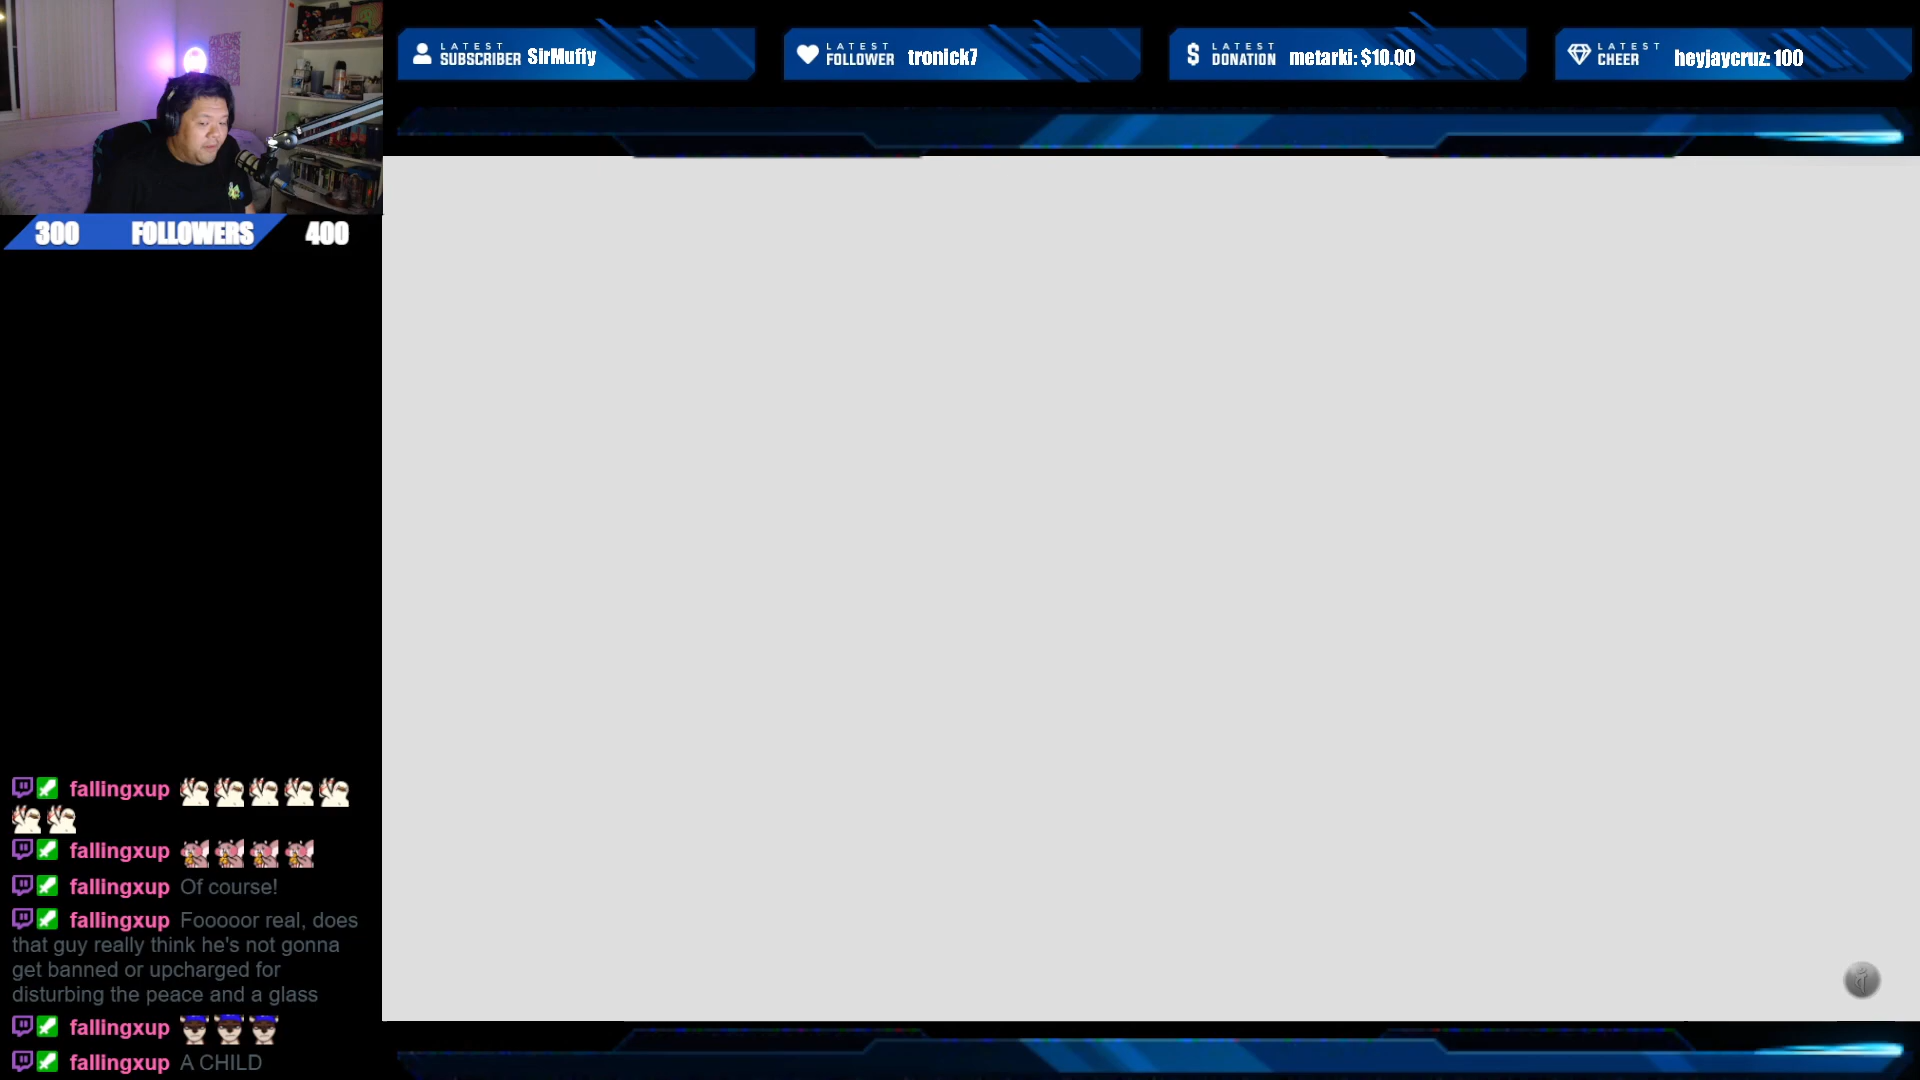 LATEST SUBSCRIBER SirMuffy
LATEST FOLLOWER tronick7
LATEST DONATION metarki: $10.00
LATEST CHEER heyjaycruz: 100
300 FOLLOWERS 400
fallingxup
fallingxup
fallingxup Of course!
fallingxup Fooooor real, does
that guy really think he's not gonna
get banned or upcharged for
disturbing the peace and a glass
fallingxup
fallingxup A CHILD